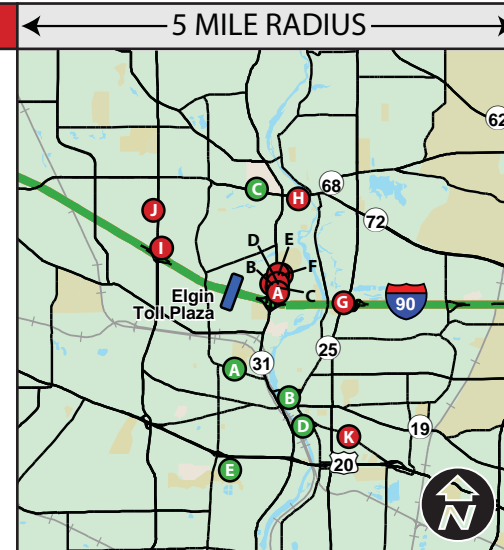 5 MILE RADIUS
62
68
C
H
J
72
D
E
I
B
F
A
C
Elgin
Toll Plaza
G
90
31
25
A
B
D
K
19
E
20
N